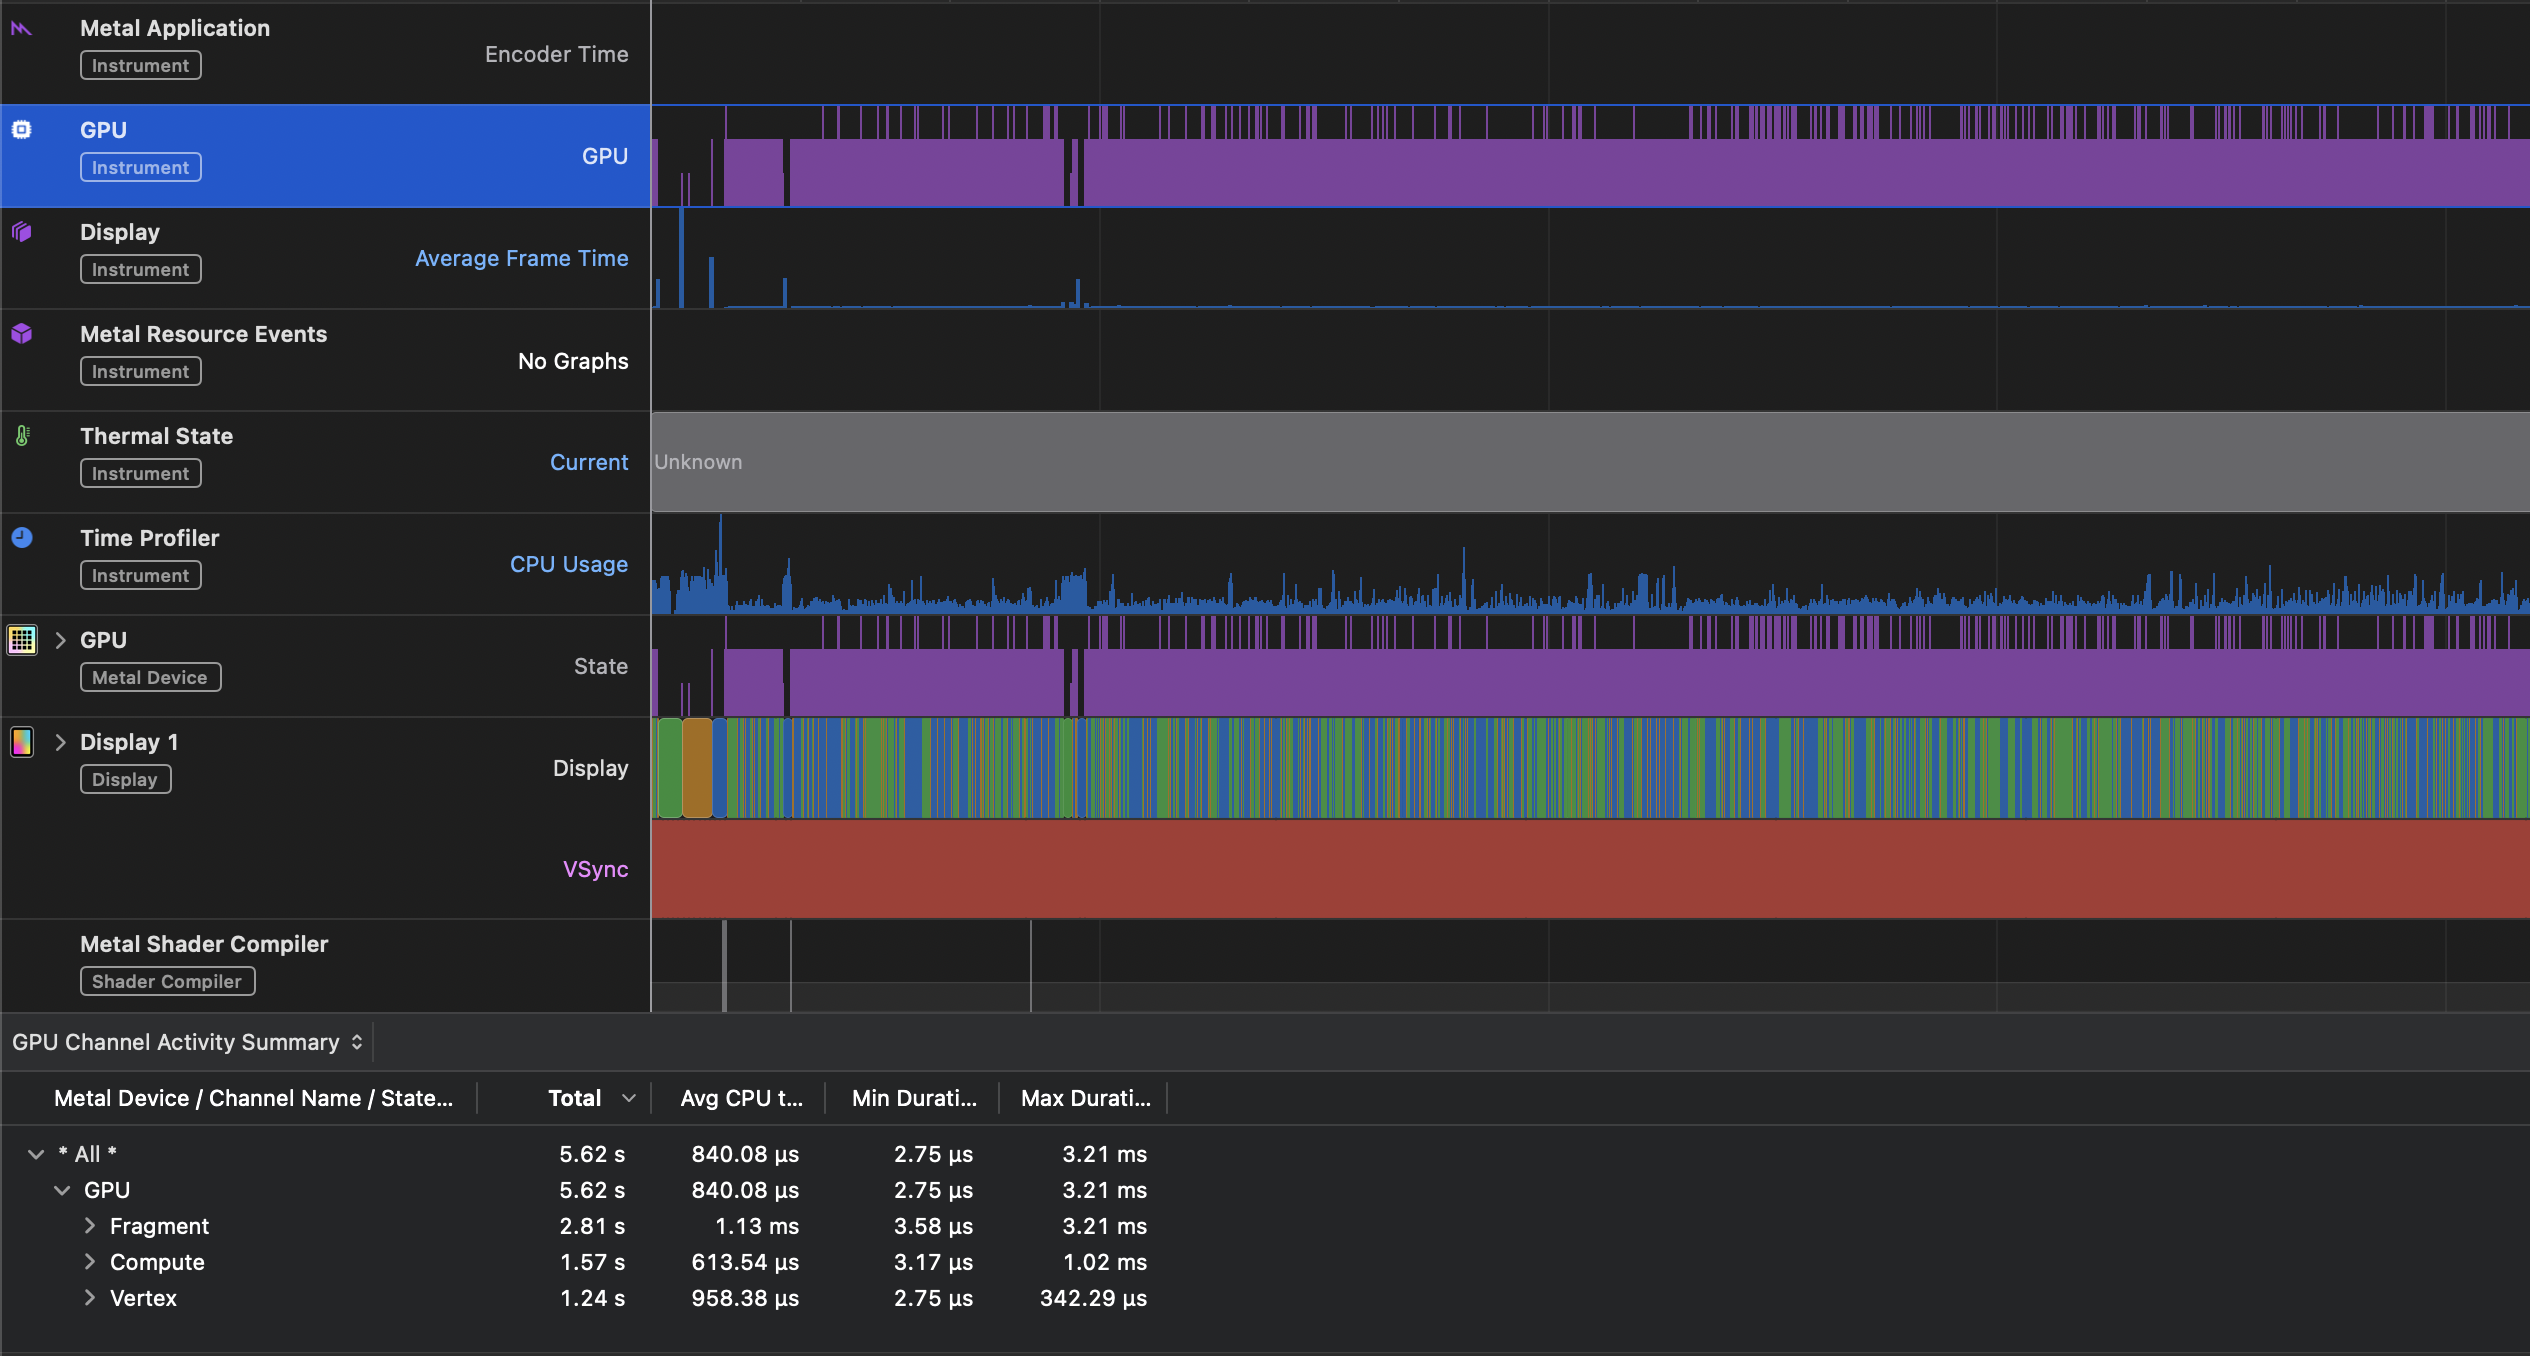 Metal Application
Encoder Time
Instrument
GPU
GPU
Instrument
Display
Average Frame Time
Instrument
Metal Resource Events
No Graphs
Instrument
Thermal State
Current
Unknown
Instrument
Time Profiler
CPU Usage
Instrument
GPU
State
Metal Device
Display 1
Display
Display
VSync
Metal Shader Compiler
Shader Compiler
GPU Channel Activity Summary
Metal Device / Channel Name / State... Total Avg CPU t... Min Durati... Max Durati...
* All * 5.62 s 840.08 µs 2.75 µs 3.21 ms
GPU 5.62 s 840.08 µs 2.75 µs 3.21 ms
Fragment 2.81 s 1.13 ms 3.58 µs 3.21 ms
Compute 1.57 s 613.54 µs 3.17 µs 1.02 ms
Vertex 1.24 s 958.38 µs 2.75 µs 342.29 µs